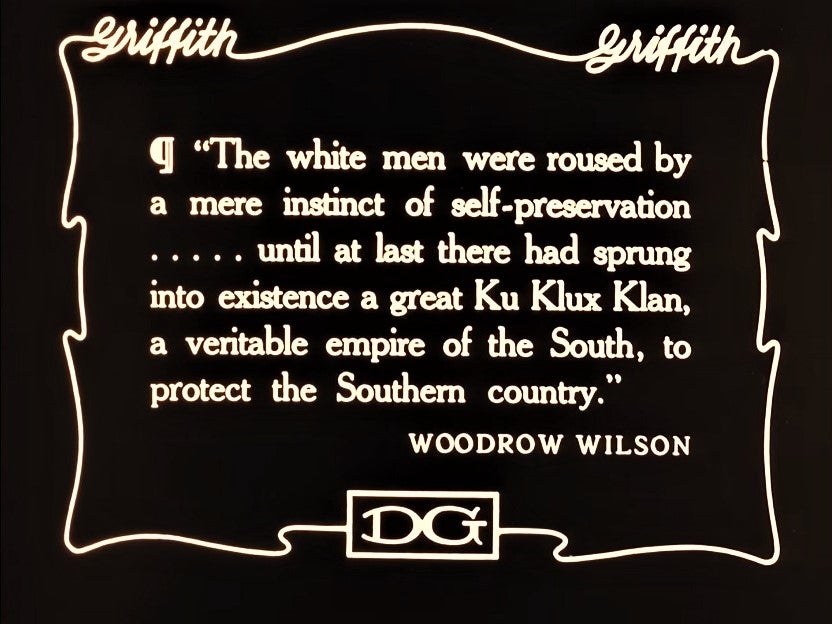 Griffith Griffith
¶ “The white men were roused by
a mere instinct of self-preservation
. . . . . until at last there had sprung
into existence a great Ku Klux Klan,
a veritable empire of the South, to
protect the Southern country.”
WOODROW WILSON
DG